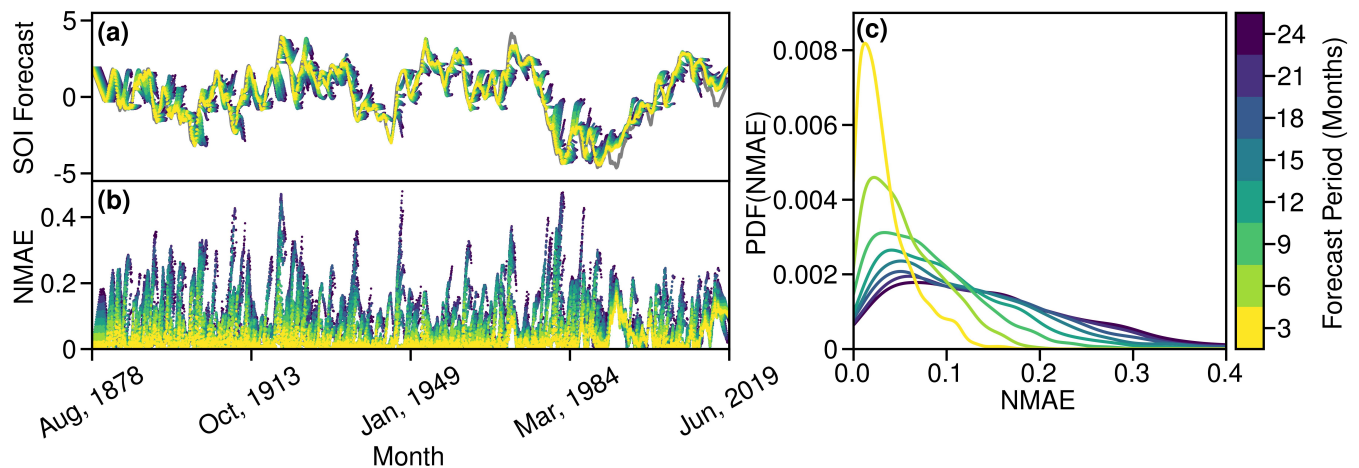 (a)
SOI Forecast
5
0
-5
(b)
NMAE
0.4
0.2
0
Aug, 1878
Oct, 1913
Jan, 1949
Mar, 1984
Jun, 2019
Month
(c)
PDF(NMAE)
0.008
0.006
0.004
0.002
0
0.0
0.1
0.2
0.3
0.4
NMAE
24
21
18
15
12
9
6
3
Forecast Period (Months)